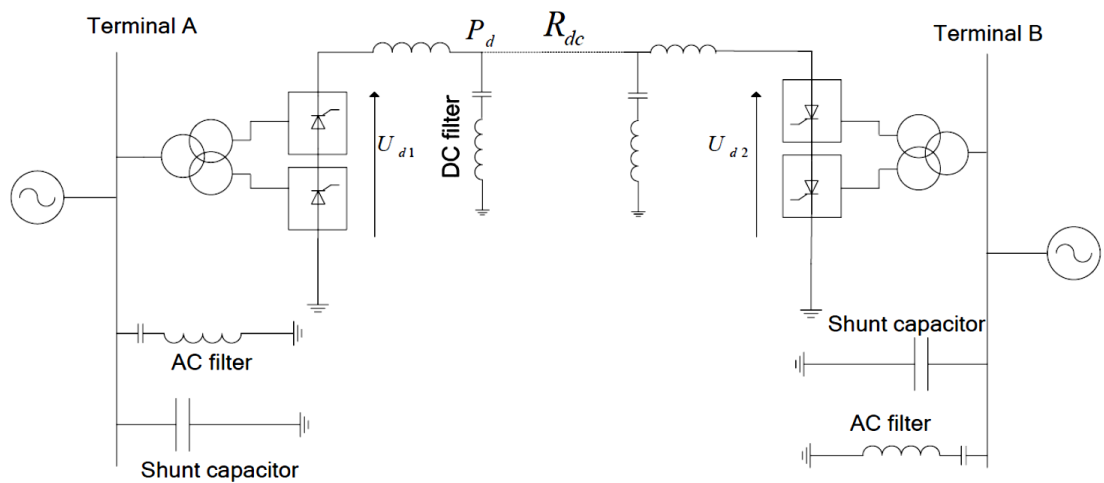 Terminal A
P_d
R_dc
Terminal B
U_d1
DC filter
U_d2
AC filter
Shunt capacitor
Shunt capacitor
AC filter